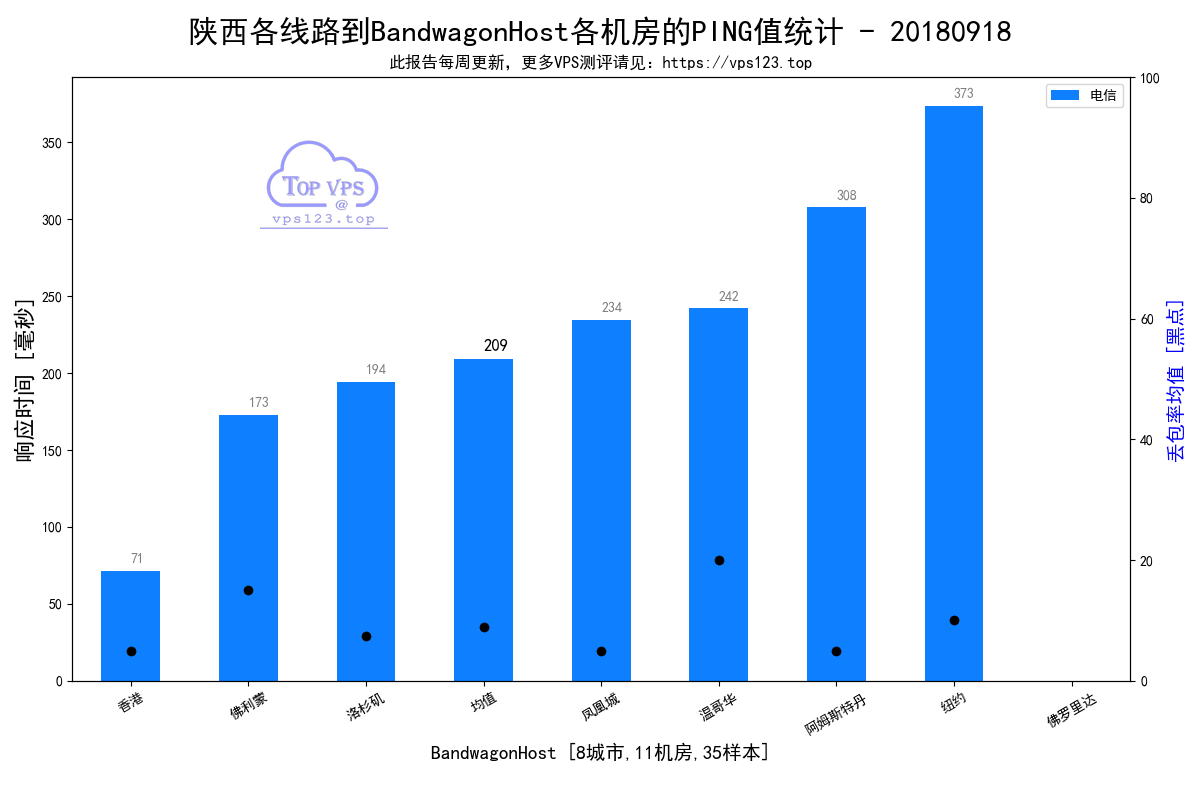 陕西各线路到BandwagonHost各机房的PING值统计 - 20180918
此报告每周更新，更多VPS测评请见：https://vps123.top
电信
TOP VPS
@
vps123.top
响应时间 [毫秒]
丢包率均值 [黑点]
350
300
250
200
150
100
50
0
100
80
60
40
20
0
71
173
194
209
234
242
308
373
香港
佛利蒙
洛杉矶
均值
凤凰城
温哥华
阿姆斯特丹
纽约
佛罗里达
BandwagonHost [8城市,11机房,35样本]